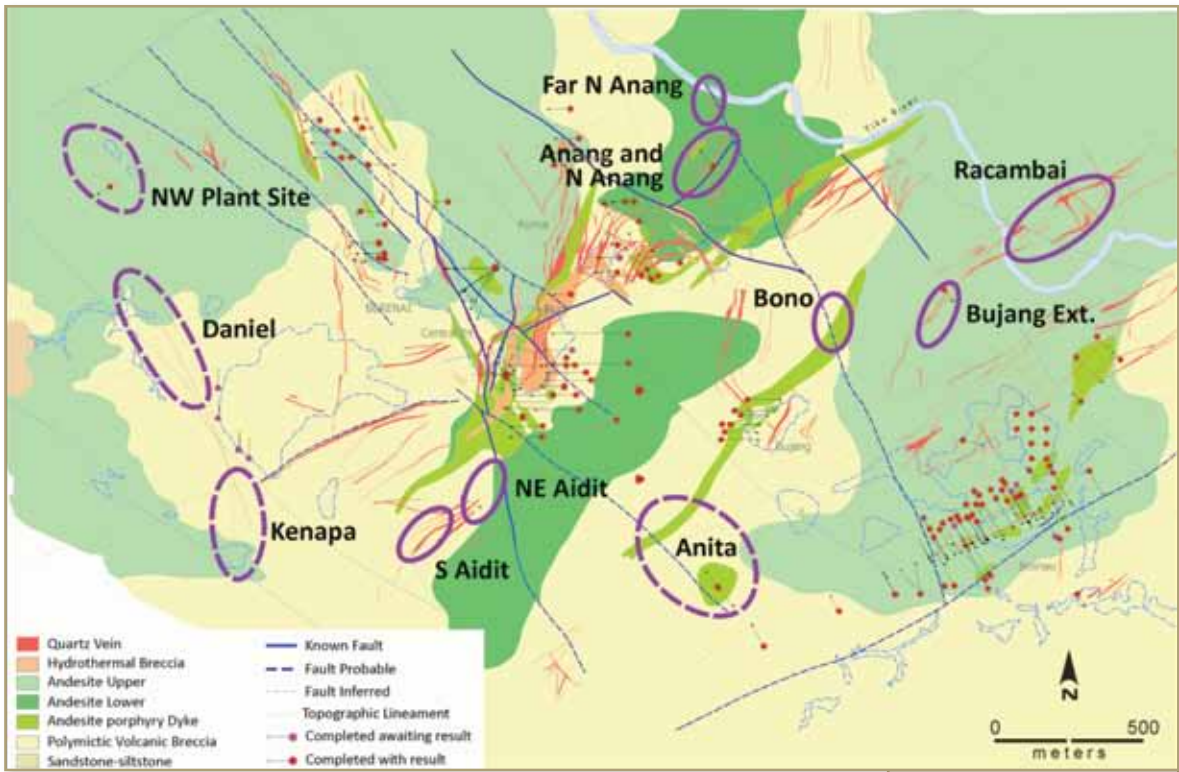 Far N Anang
Tiku River
Anang and
N Anang
Racambai
NW Plant Site
Bono
Bujang Ext.
Daniel
Bujang
NE Aidit
Kenapa
Anita
S Aidit
Quartz Vein
Hydrothermal Breccia
Andesite Upper
Andesite Lower
Andesite porphyry Dyke
Polymictic Volcanic Breccia
Sandstone-siltstone
Known Fault
Fault Probable
Fault Inferred
Topographic Lineament
Completed awaiting result
Completed with result
N
0 500
meters